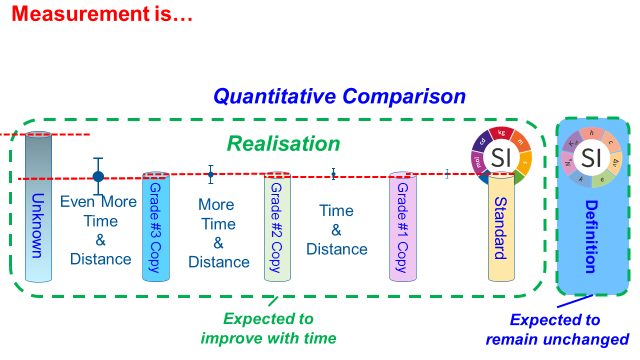 Measurement is…
Quantitative Comparison
Realisation
Unknown
Even More
Time
&
Distance
Grade #3 Copy
More
Time
&
Distance
Grade #2 Copy
Time
&
Distance
Grade #1 Copy
cd
kg
m
s
mol
SI
Standard
h
c
e
k
SI
Definition
Expected to
improve with time
Expected to
remain unchanged